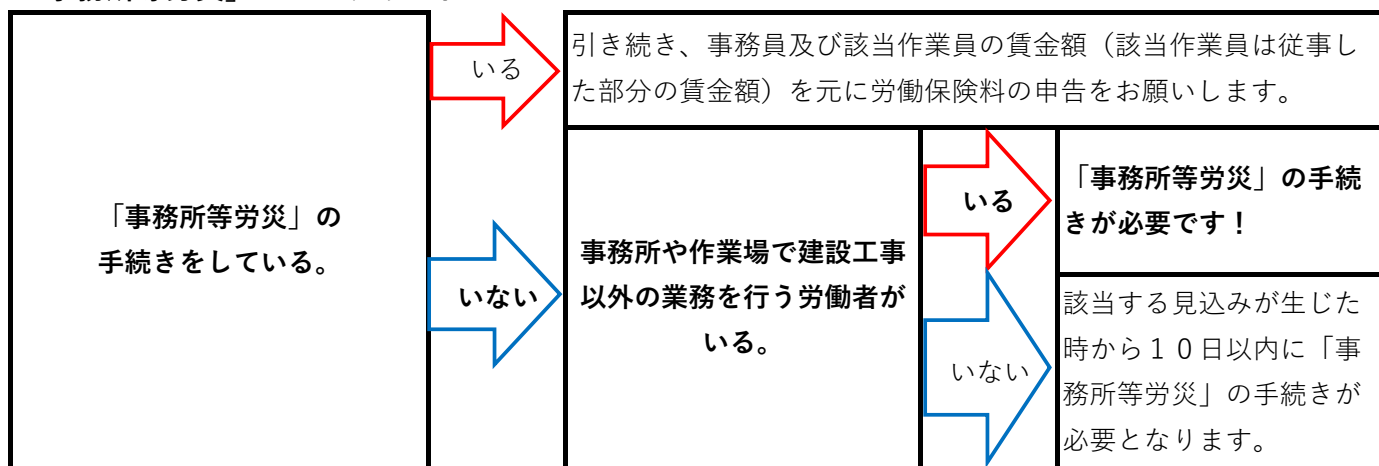 「事務所等労災」の
手続きをしている。
いる
引き続き、事務員及び該当作業員の賃金額（該当作業員は従事し
た部分の賃金額）を元に労働保険料の申告をお願いします。
いない
事務所や作業場で建設工事
以外の業務を行う労働者が
いる。
いる
「事務所等労災」の手続
きが必要です！
いない
該当する見込みが生じた
時から１０日以内に「事
務所等労災」の手続きが
必要となります。